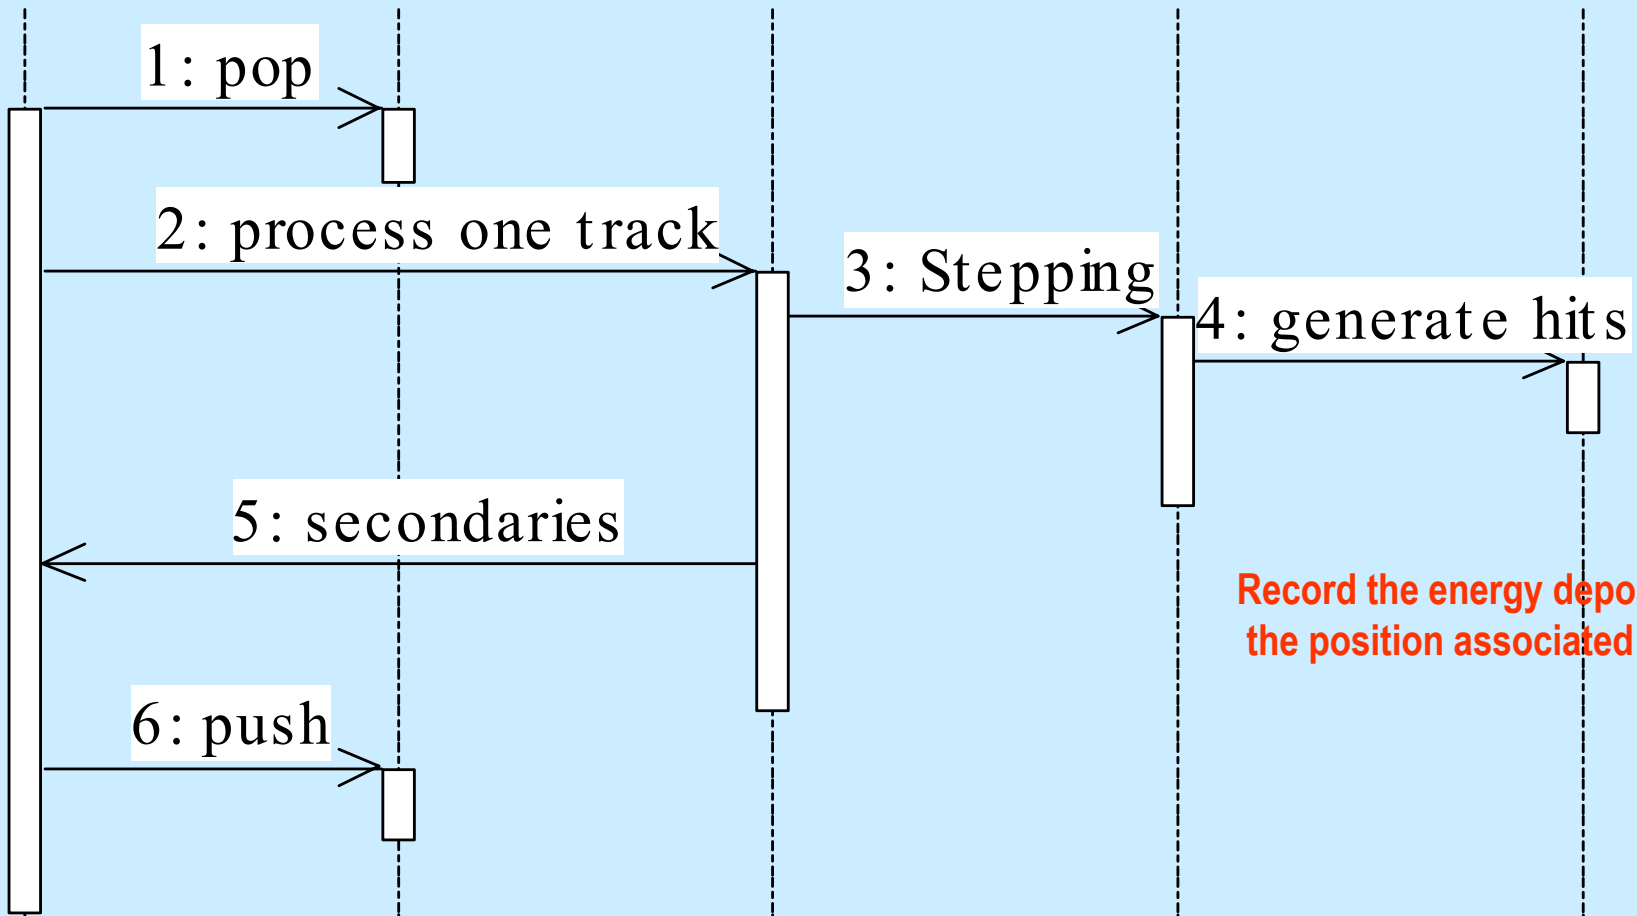 1: pop
2: process one track
3: Stepping
4: generate hits
5: secondaries
Record the energy depo
the position associated
6: push